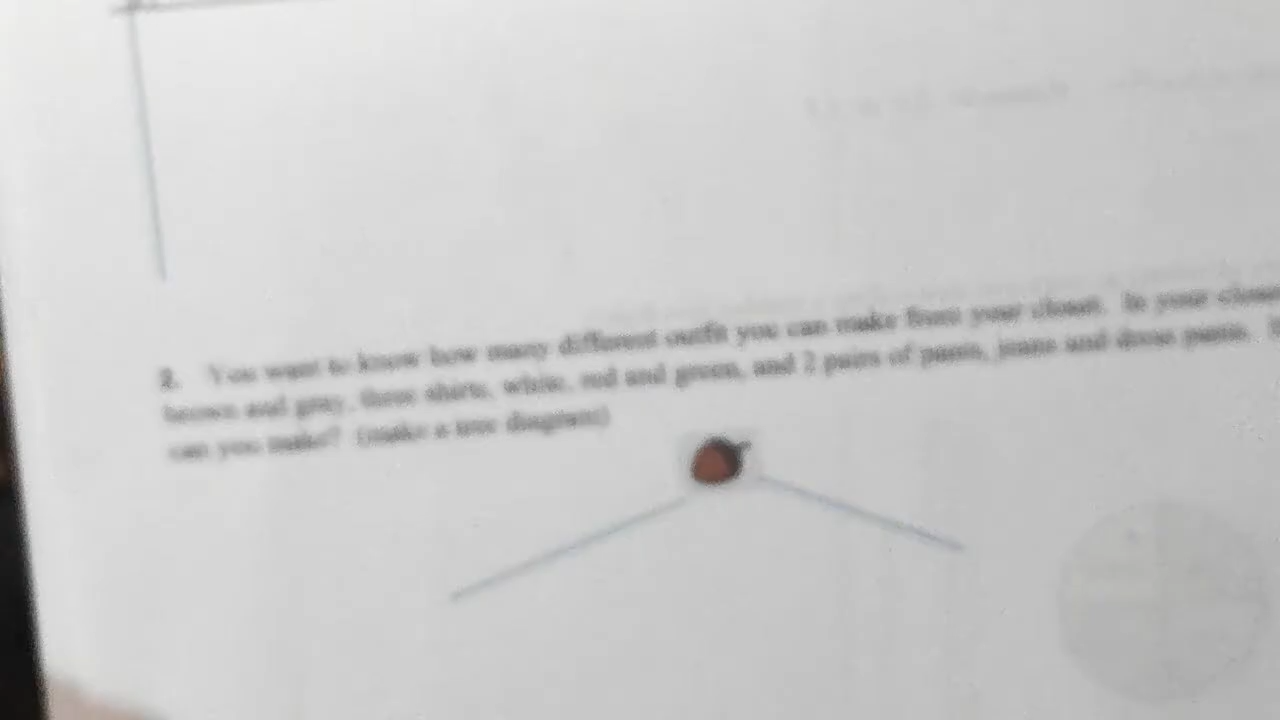 2. You want to know how many different outfit you can make from your closet. In your
brown and gray, three shirts, white, red and green, and 2 pairs of pants, jeans and dress pants.
can you make? (make a tree diagram)